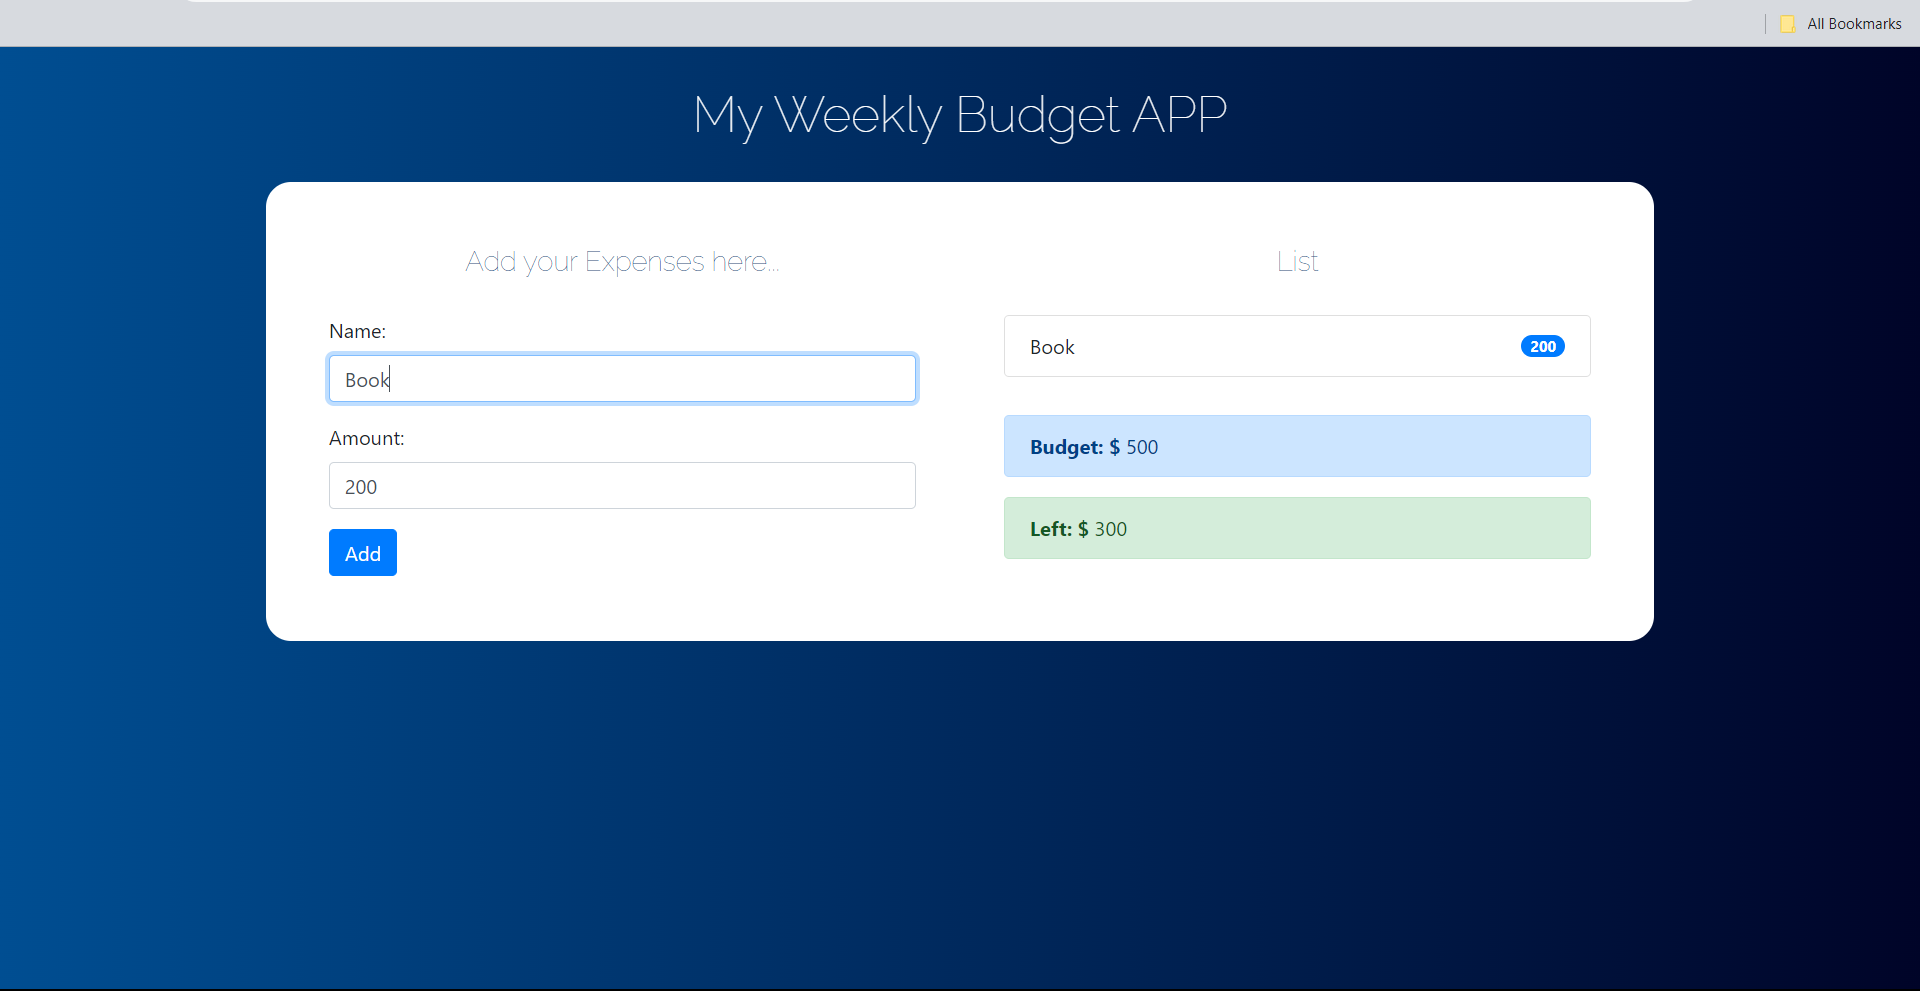 All Bookmarks
My Weekly Budget APP
Add your Expenses here...
Name:
Book
Amount:
200
Add
List
Book 200
Budget: $ 500
Left: $ 300